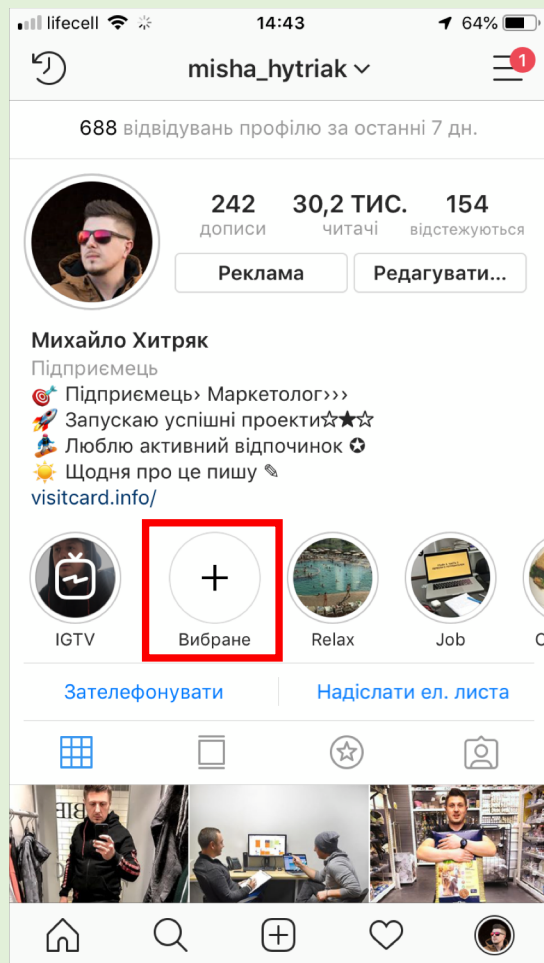 lifecell 14:43 64%
misha_hytriak
1
688 відвідувань профілю за останні 7 дн.
242 30,2 ТИС. 154
дописи читачі відстежуються
Реклама Редагувати...
Михайло Хитряк
Підприємець
🎯 Підприємець› Маркетолог›››
🚀 Запускаю успішні проекти☆★☆
🏂 Люблю активний відпочинок ✪
☀️ Щодня про це пишу ✎
visitcard.info/
IGTV Вибране Relax Job
Зателефонувати Надіслати ел. листа